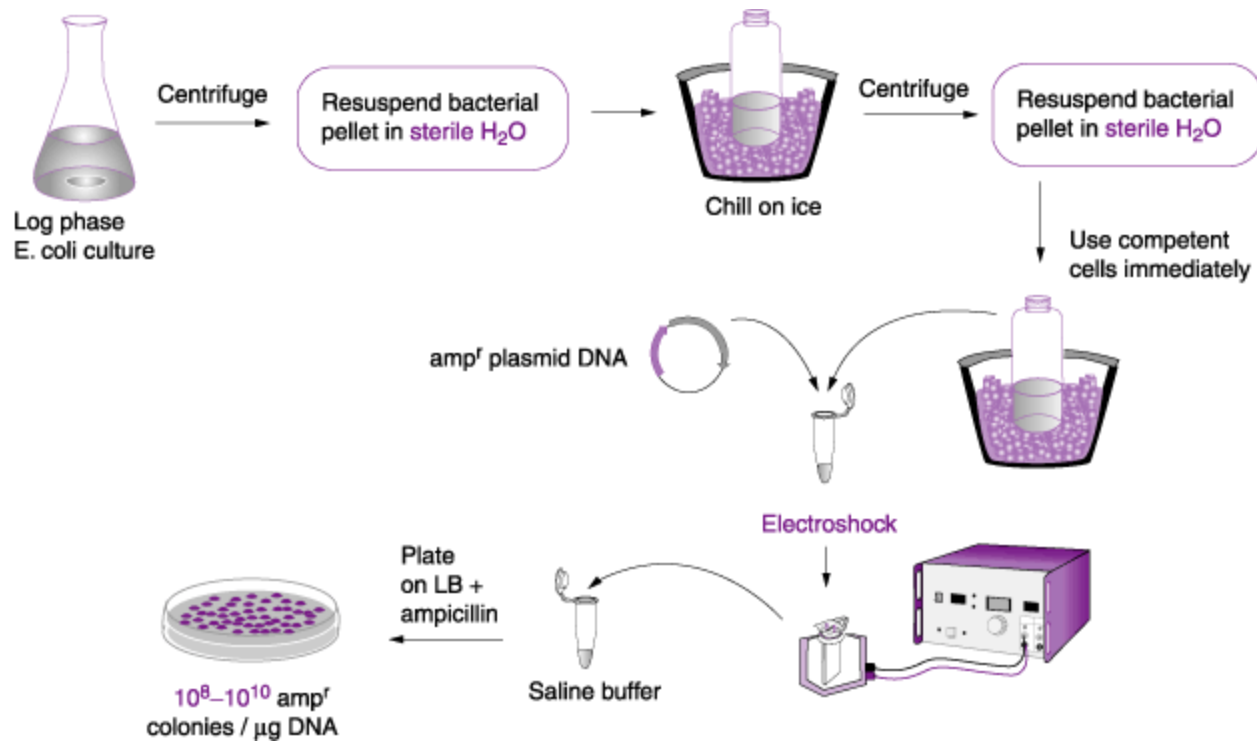 Centrifuge
Resuspend bacterial
pellet in sterile H₂O
Centrifuge
Resuspend bacterial
pellet in sterile H₂O
Log phase
E. coli culture
Chill on ice
Use competent
cells immediately
ampʳ plasmid DNA
Electroshock
Plate
on LB +
ampicillin
Saline buffer
10⁸–10¹⁰ ampʳ
colonies / μg DNA